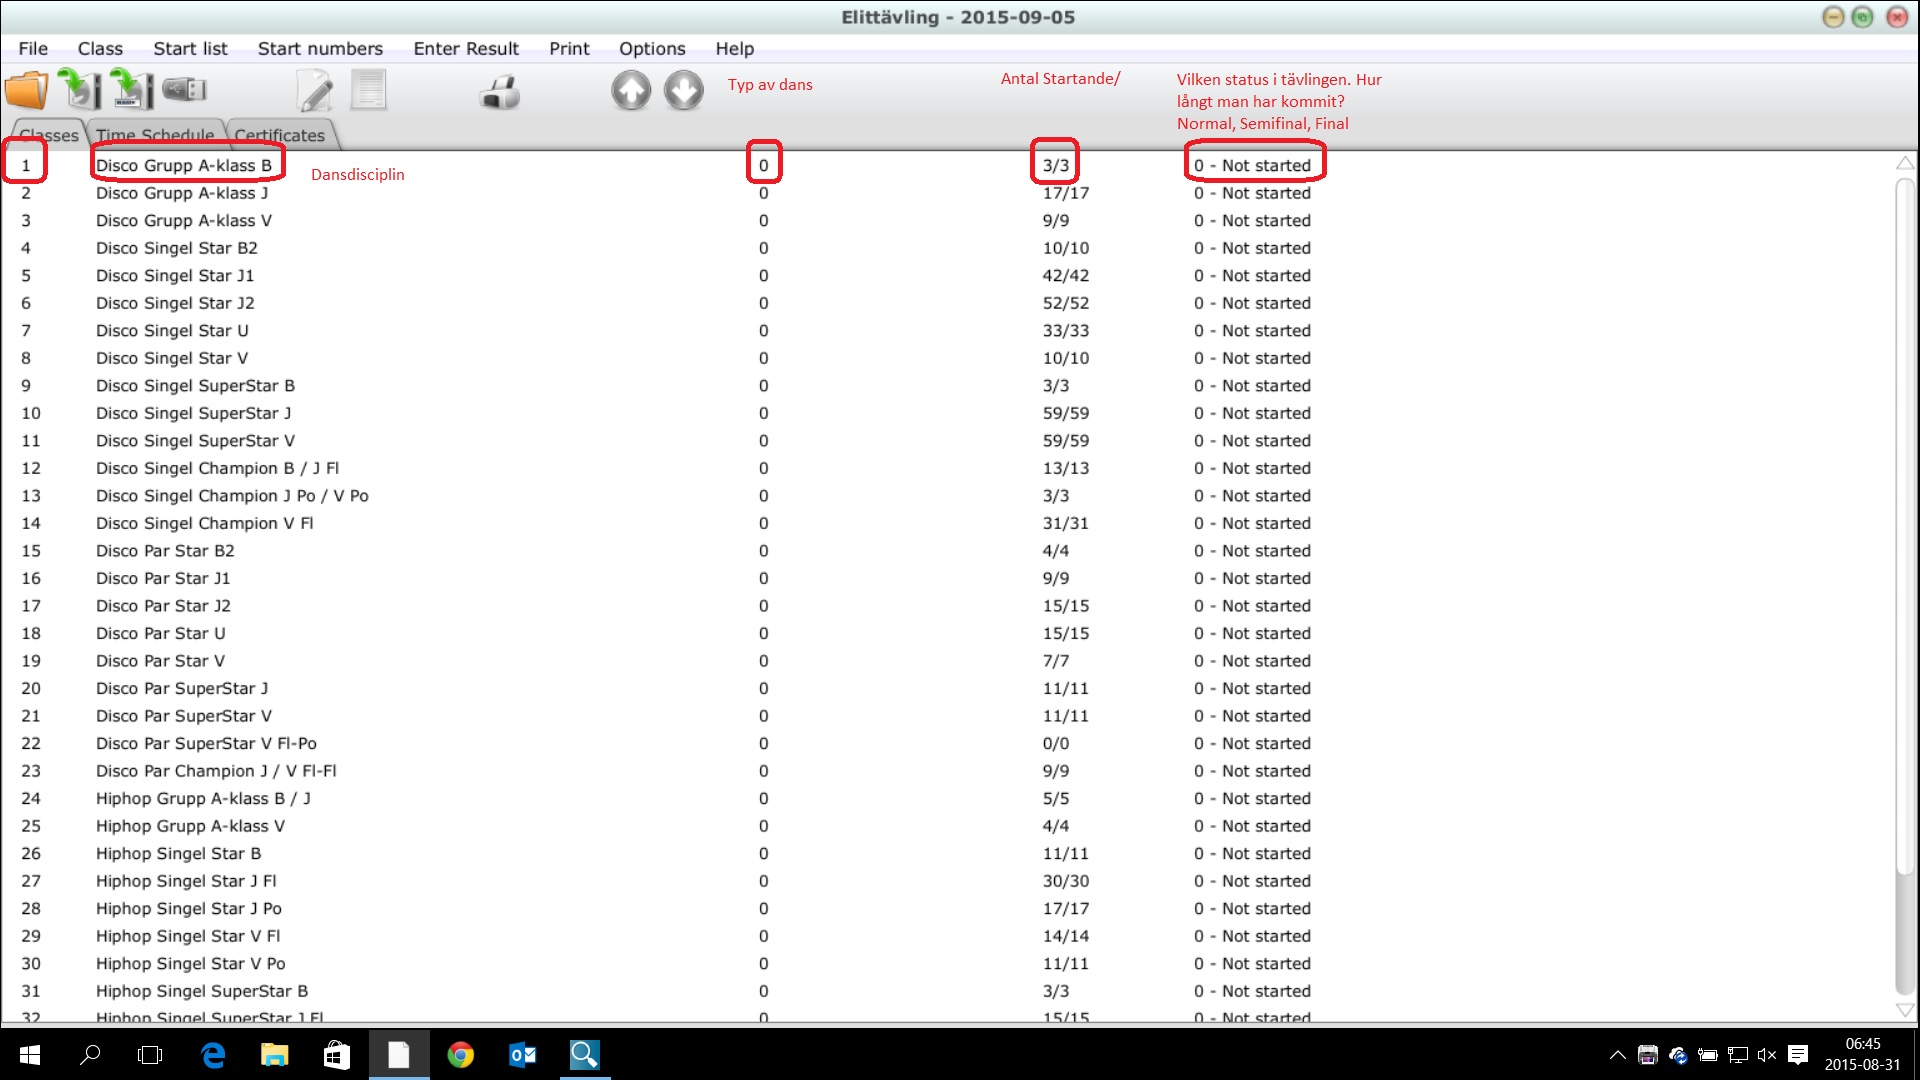 Elittävling - 2015-09-05
File Class Start list Start numbers Enter Result Print Options Help
Typ av dans
Antal Startande/
Vilken status i tävlingen. Hur
långt man har kommit?
Normal, Semifinal, Final
Classes Time Schedule Certificates
1 Disco Grupp A-klass B Dansdisciplin 0 3/3 0 - Not started
2 Disco Grupp A-klass J 0 17/17 0 - Not started
3 Disco Grupp A-klass V 0 9/9 0 - Not started
4 Disco Singel Star B2 0 10/10 0 - Not started
5 Disco Singel Star J1 0 42/42 0 - Not started
6 Disco Singel Star J2 0 52/52 0 - Not started
7 Disco Singel Star U 0 33/33 0 - Not started
8 Disco Singel Star V 0 10/10 0 - Not started
9 Disco Singel SuperStar B 0 3/3 0 - Not started
10 Disco Singel SuperStar J 0 59/59 0 - Not started
11 Disco Singel SuperStar V 0 59/59 0 - Not started
12 Disco Singel Champion B / J Fl 0 13/13 0 - Not started
13 Disco Singel Champion J Po / V Po 0 3/3 0 - Not started
14 Disco Singel Champion V Fl 0 31/31 0 - Not started
15 Disco Par Star B2 0 4/4 0 - Not started
16 Disco Par Star J1 0 9/9 0 - Not started
17 Disco Par Star J2 0 15/15 0 - Not started
18 Disco Par Star U 0 15/15 0 - Not started
19 Disco Par Star V 0 7/7 0 - Not started
20 Disco Par SuperStar J 0 11/11 0 - Not started
21 Disco Par SuperStar V 0 11/11 0 - Not started
22 Disco Par SuperStar V Fl-Po 0 0/0 0 - Not started
23 Disco Par Champion J / V Fl-Fl 0 9/9 0 - Not started
24 Hiphop Grupp A-klass B / J 0 5/5 0 - Not started
25 Hiphop Grupp A-klass V 0 4/4 0 - Not started
26 Hiphop Singel Star B 0 11/11 0 - Not started
27 Hiphop Singel Star J Fl 0 30/30 0 - Not started
28 Hiphop Singel Star J Po 0 17/17 0 - Not started
29 Hiphop Singel Star V Fl 0 14/14 0 - Not started
30 Hiphop Singel Star V Po 0 11/11 0 - Not started
31 Hiphop Singel SuperStar B 0 3/3 0 - Not started
32 Hiphop Singel SuperStar J Fl 0 15/15 0 - Not started
06:45
2015-08-31